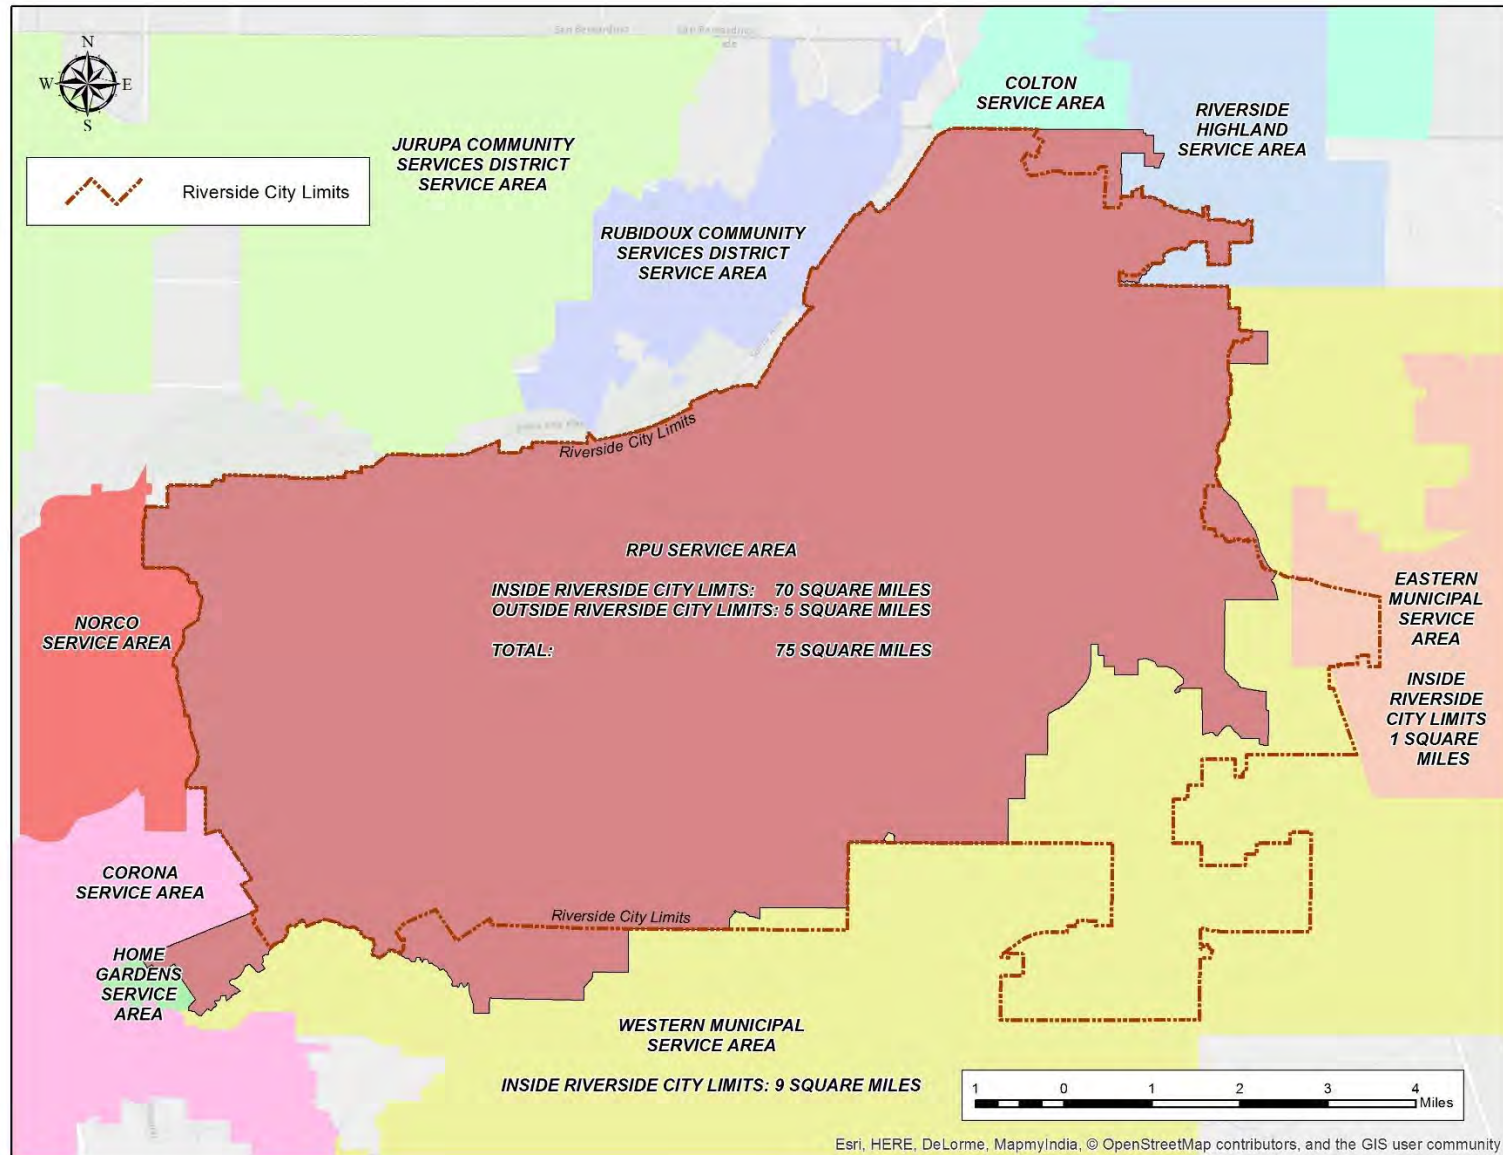 N
W E
S
Riverside City Limits
San Bernardino
San Bernardino
COLTON
SERVICE AREA
RIVERSIDE
HIGHLAND
SERVICE AREA
JURUPA COMMUNITY
SERVICES DISTRICT
SERVICE AREA
RUBIDOUX COMMUNITY
SERVICES DISTRICT
SERVICE AREA
Riverside City Limits
RPU SERVICE AREA
INSIDE RIVERSIDE CITY LIMTS: 70 SQUARE MILES
OUTSIDE RIVERSIDE CITY LIMITS: 5 SQUARE MILES
TOTAL: 75 SQUARE MILES
NORCO
SERVICE AREA
EASTERN
MUNICIPAL
SERVICE
AREA
INSIDE
RIVERSIDE
CITY LIMITS
1 SQUARE
MILES
CORONA
SERVICE AREA
Riverside City Limits
HOME
GARDENS
SERVICE
AREA
WESTERN MUNICIPAL
SERVICE AREA
INSIDE RIVERSIDE CITY LIMITS: 9 SQUARE MILES
1 0 1 2 3 4
Miles
Esri, HERE, DeLorme, MapmyIndia, © OpenStreetMap contributors, and the GIS user community